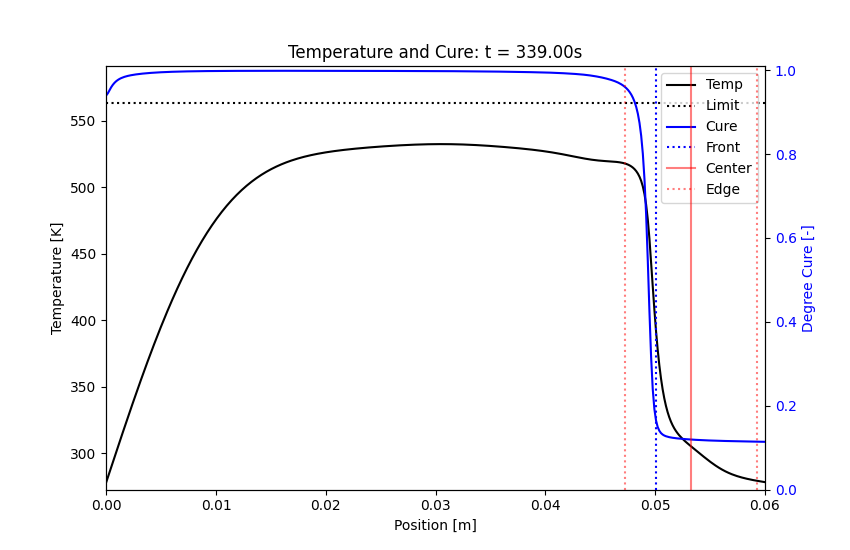 Temperature and Cure: t = 339.00s
Temp
Limit
Cure
Front
Center
Edge
Temperature [K]
550
500
450
400
350
300
Degree Cure [-]
1.0
0.8
0.6
0.4
0.2
0.0
0.00 0.01 0.02 0.03 0.04 0.05 0.06
Position [m]